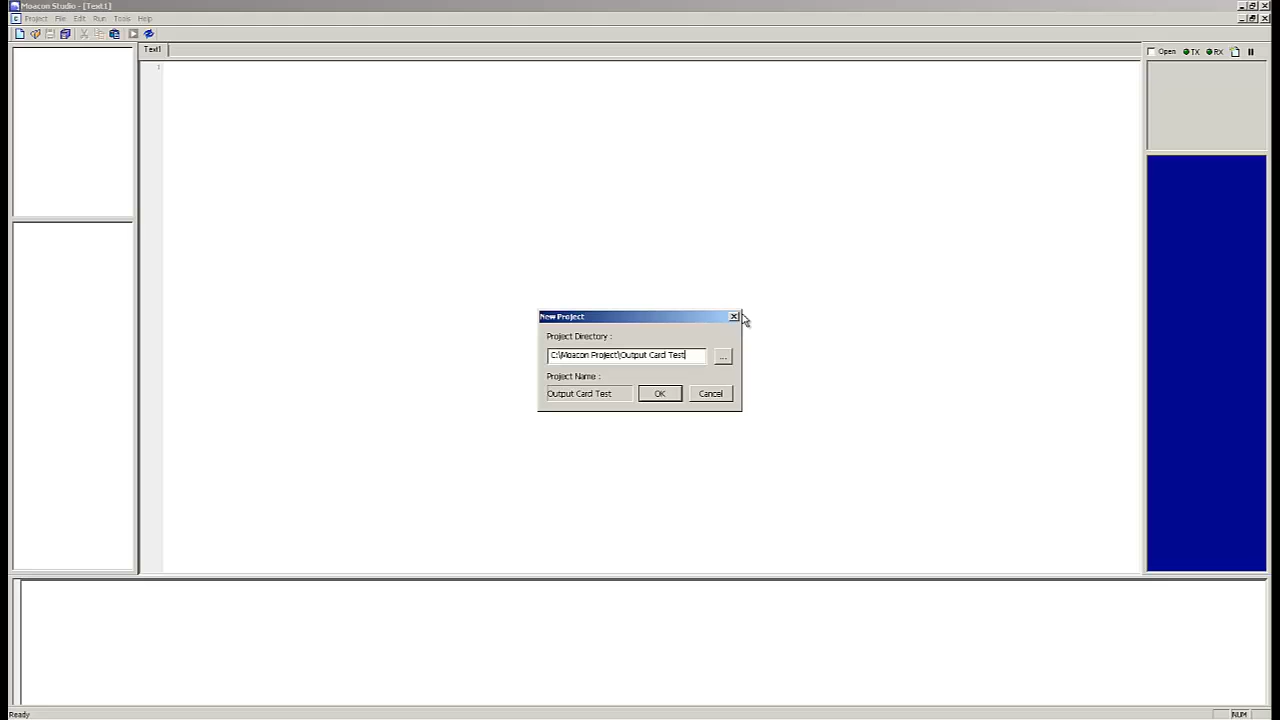 Moacon Studio - [Text1]
Project File Edit Run Tools Help
Text1
Open TX RX
1
New Project
Project Directory :
C:\Moacon Project\Output Card Test
...
Project Name :
Output Card Test
OK Cancel
Ready
NUM